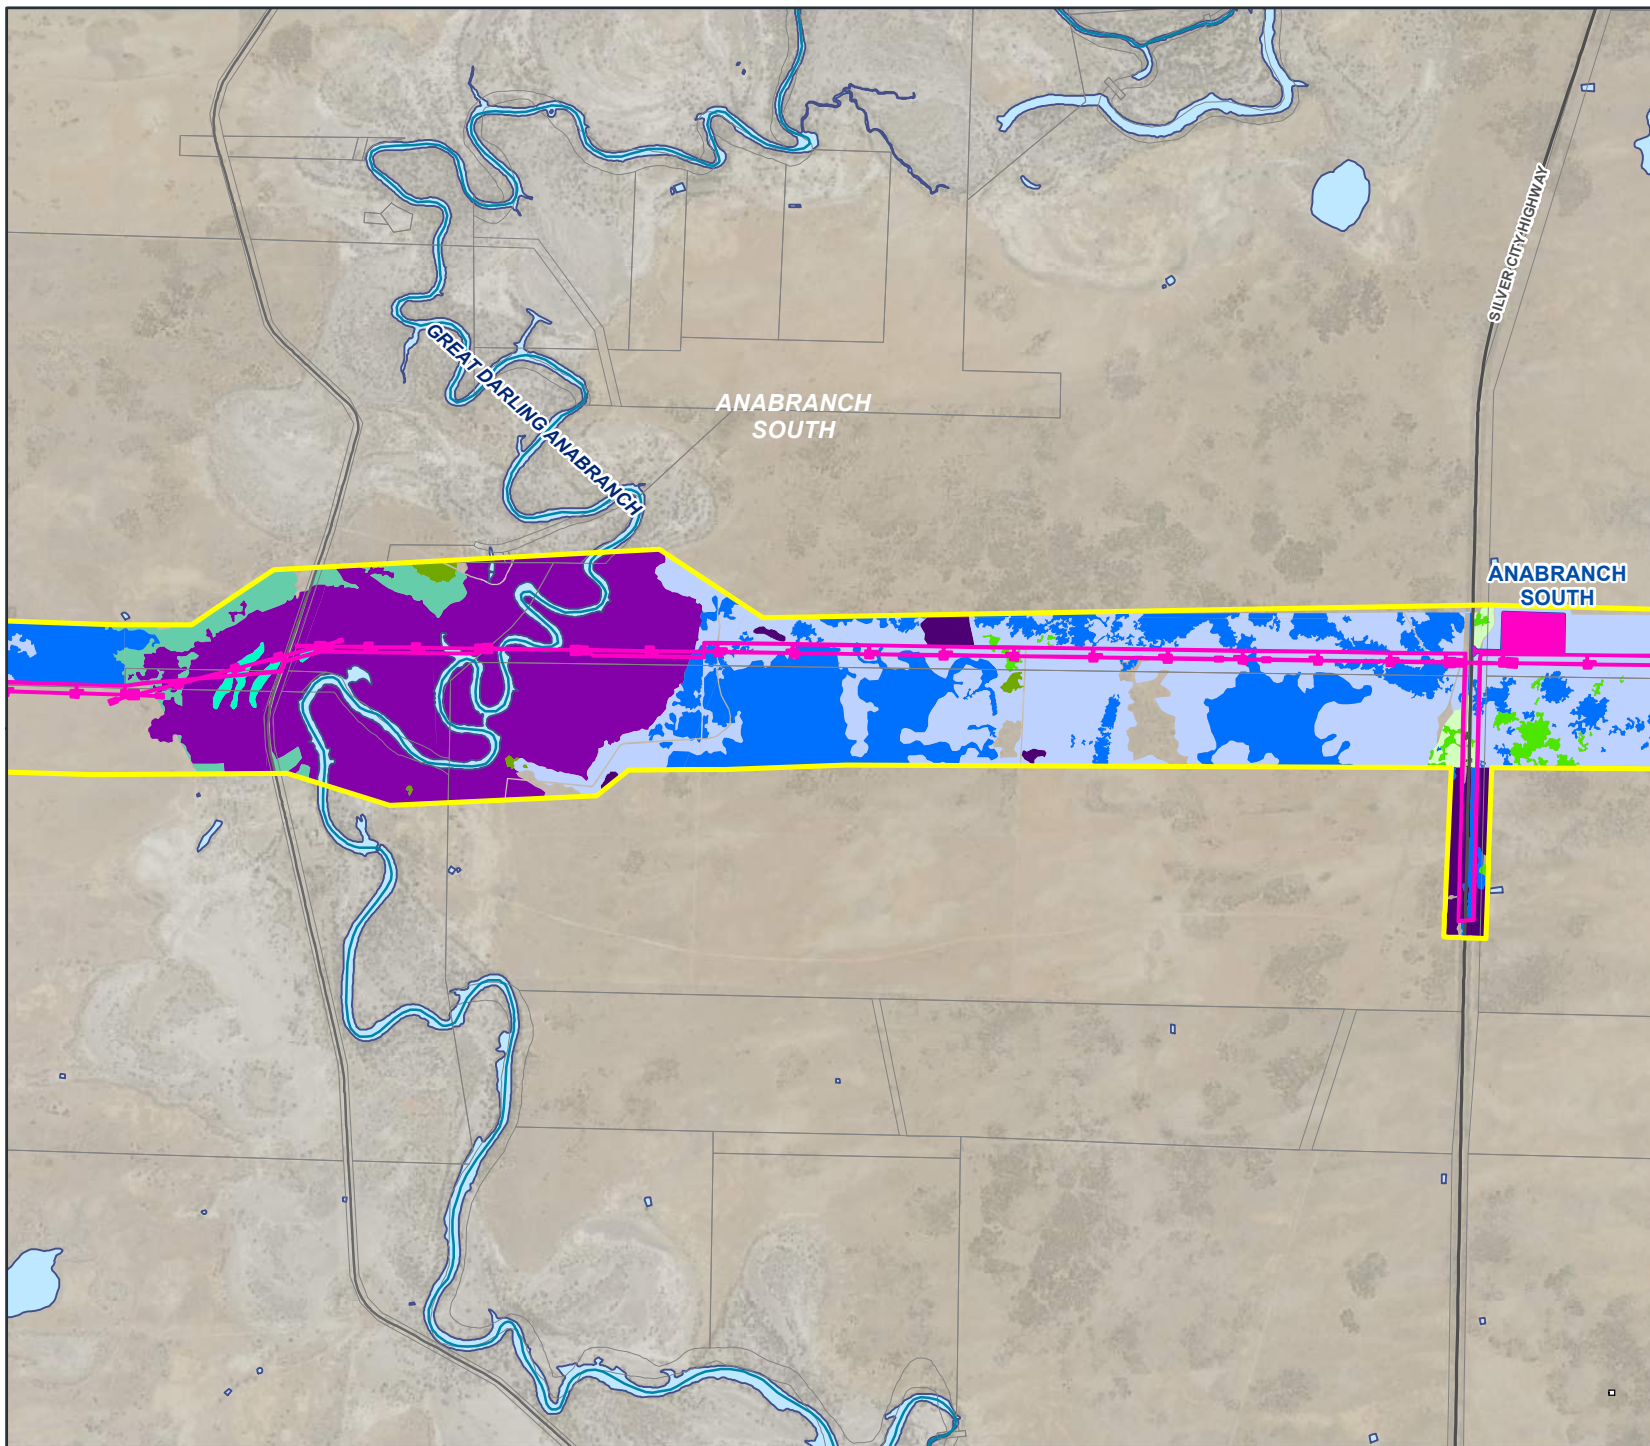 SILVER CITY HIGHWAY
GREAT DARLING ANABRANCH
ANABRANCH
SOUTH
ANABRANCH
SOUTH